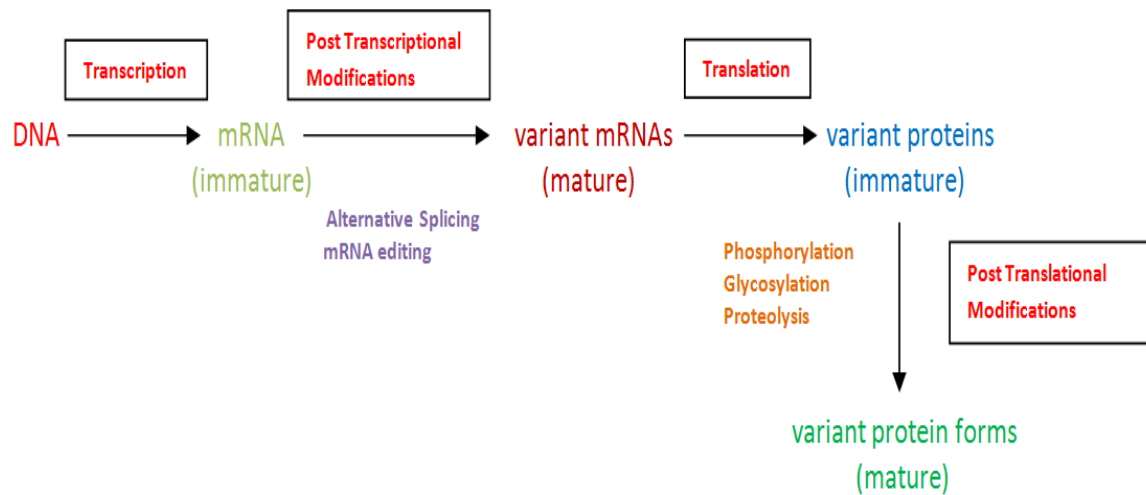 Transcription
Post Transcriptional
Modifications
Translation
DNA
mRNA
(immature)
variant mRNAs
(mature)
variant proteins
(immature)
Alternative Splicing
mRNA editing
Phosphorylation
Glycosylation
Proteolysis
Post Translational
Modifications
variant protein forms
(mature)